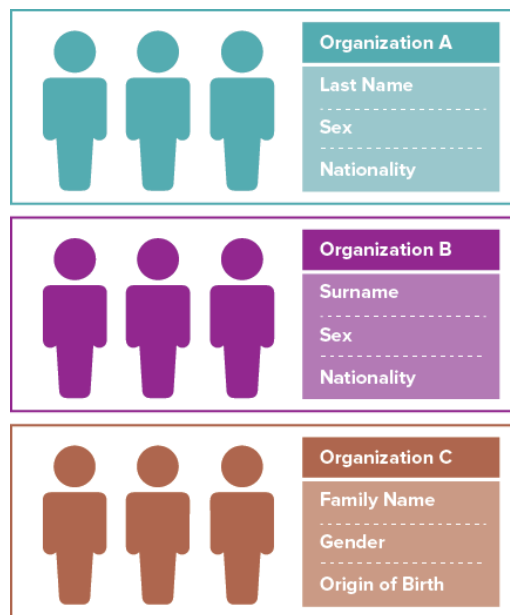 Organization A
Last Name
Sex
Nationality
Organization B
Surname
Sex
Nationality
Organization C
Family Name
Gender
Origin of Birth